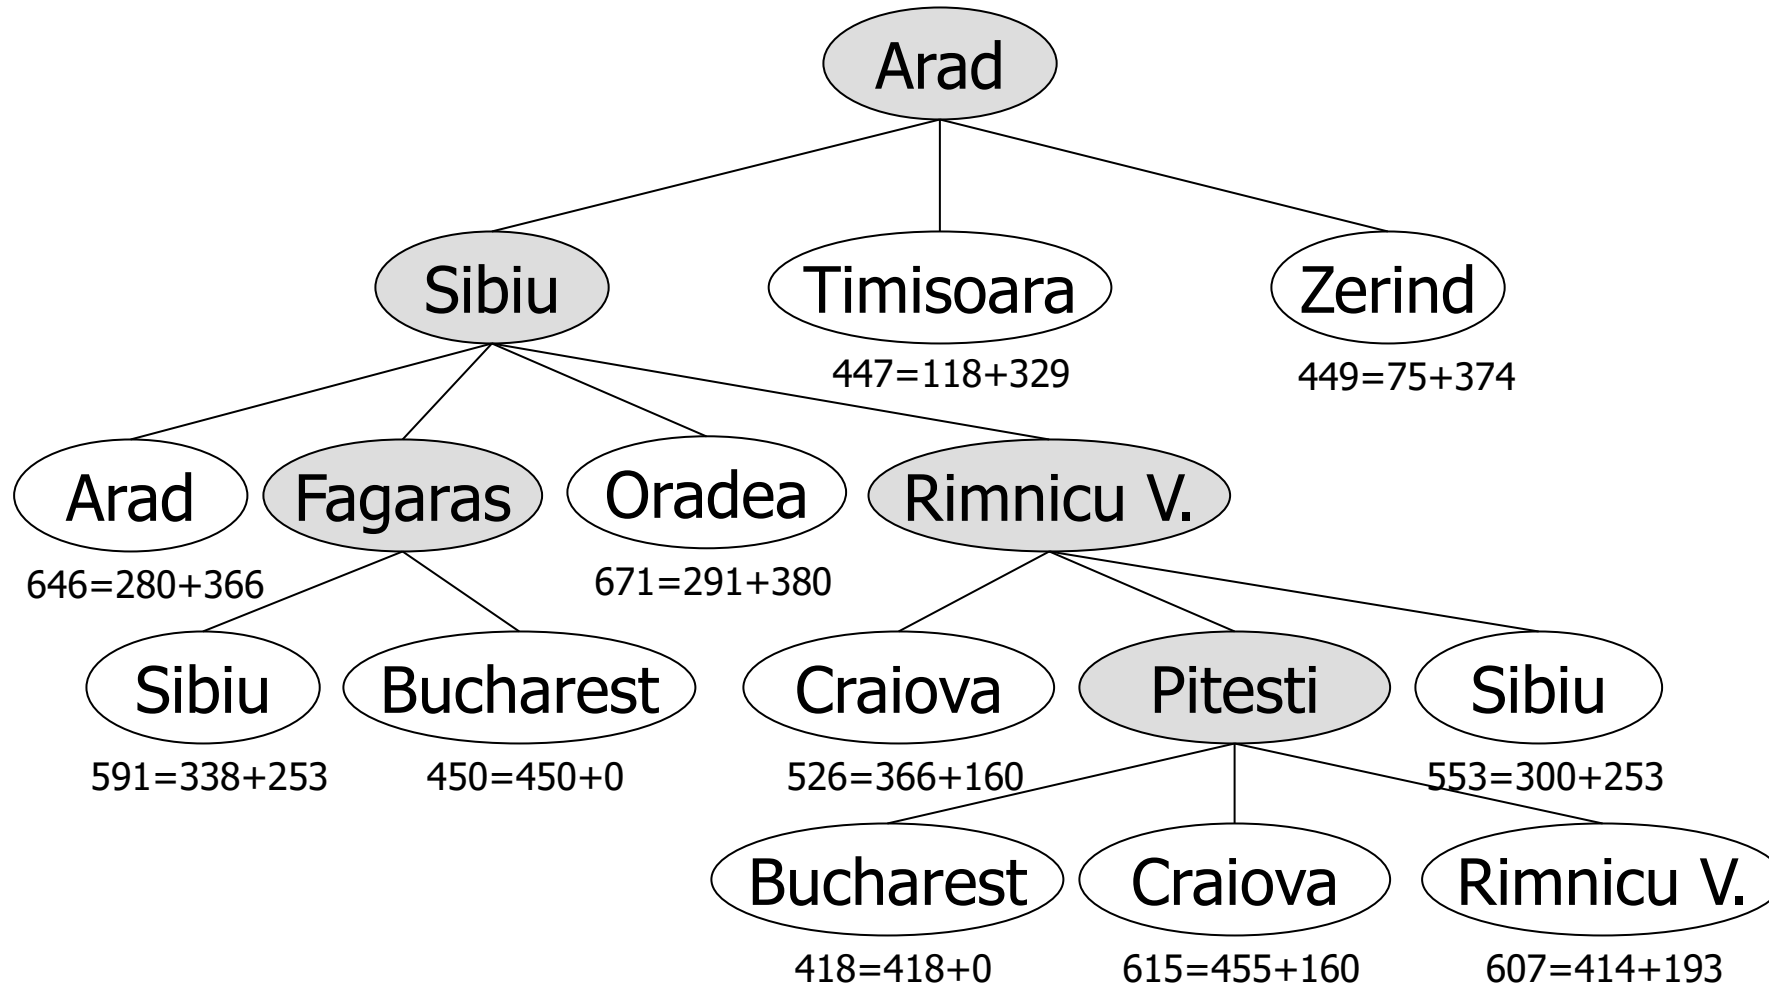 Arad
Sibiu
Timisoara
Zerind
447=118+329
449=75+374
Arad
Fagaras
Oradea
Rimnicu V.
646=280+366
671=291+380
Sibiu
Bucharest
Craiova
Pitesti
Sibiu
591=338+253
450=450+0
526=366+160
553=300+253
Bucharest
Craiova
Rimnicu V.
418=418+0
615=455+160
607=414+193